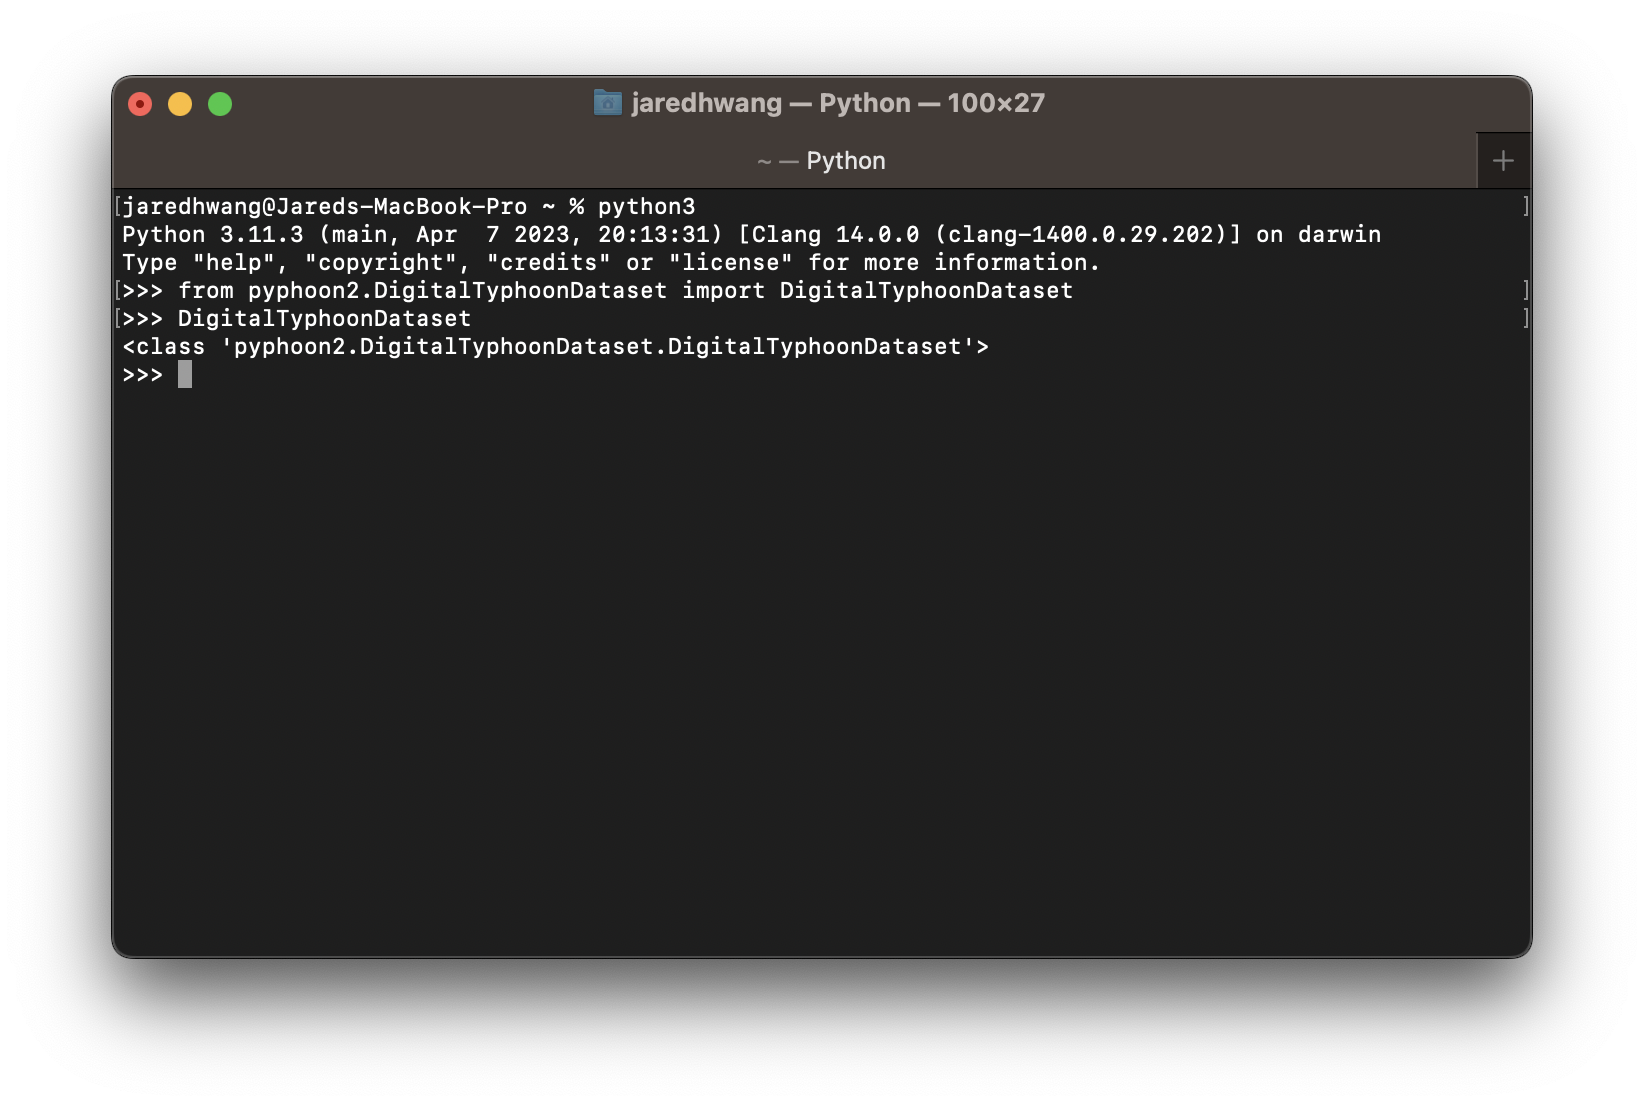 jaredhwang — Python — 100×27
~ — Python
+
[jaredhwang@Jareds-MacBook-Pro ~ % python3 ]
Python 3.11.3 (main, Apr  7 2023, 20:13:31) [Clang 14.0.0 (clang-1400.0.29.202)] on darwin
Type "help", "copyright", "credits" or "license" for more information.
[>>> from pyphoon2.DigitalTyphoonDataset import DigitalTyphoonDataset ]
[>>> DigitalTyphoonDataset ]
<class 'pyphoon2.DigitalTyphoonDataset.DigitalTyphoonDataset'>
>>>